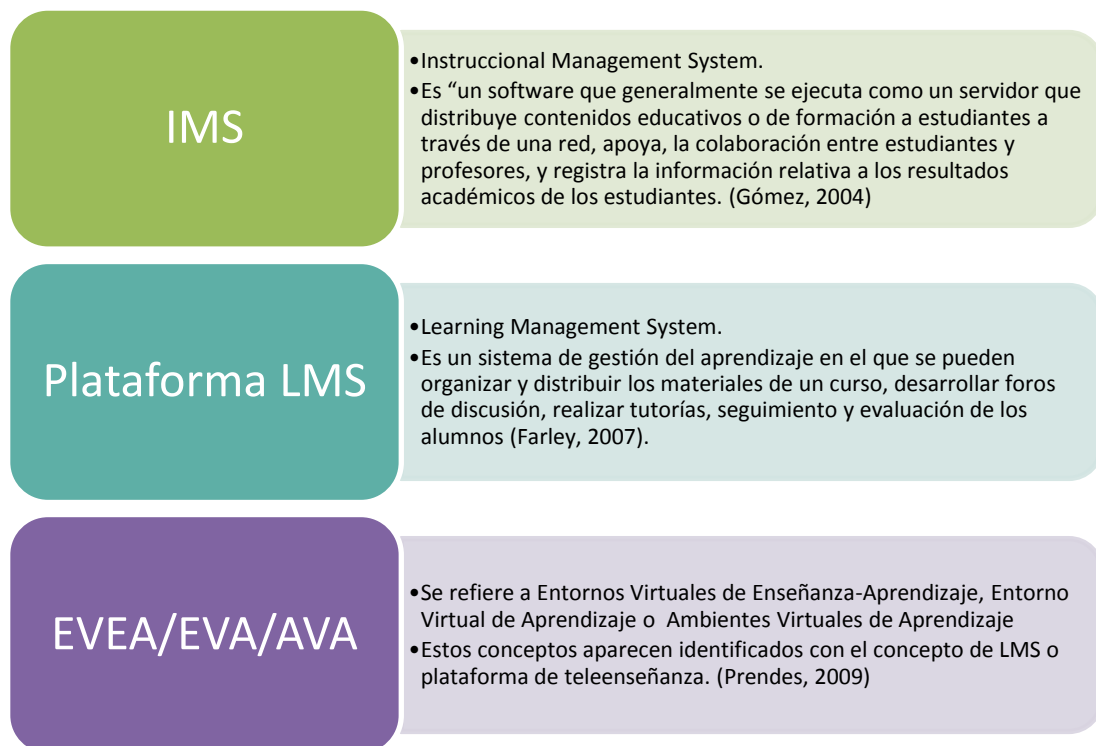 IMS
•Instruccional Management System.
•Es “un software que generalmente se ejecuta como un servidor que
distribuye contenidos educativos o de formación a estudiantes a
través de una red, apoya, la colaboración entre estudiantes y
profesores, y registra la información relativa a los resultados
académicos de los estudiantes. (Gómez, 2004)
Plataforma LMS
•Learning Management System.
•Es un sistema de gestión del aprendizaje en el que se pueden
organizar y distribuir los materiales de un curso, desarrollar foros
de discusión, realizar tutorías, seguimiento y evaluación de los
alumnos (Farley, 2007).
EVEA/EVA/AVA
•Se refiere a Entornos Virtuales de Enseñanza-Aprendizaje, Entorno
Virtual de Aprendizaje o  Ambientes Virtuales de Aprendizaje
•Estos conceptos aparecen identificados con el concepto de LMS o
plataforma de teleenseñanza. (Prendes, 2009)